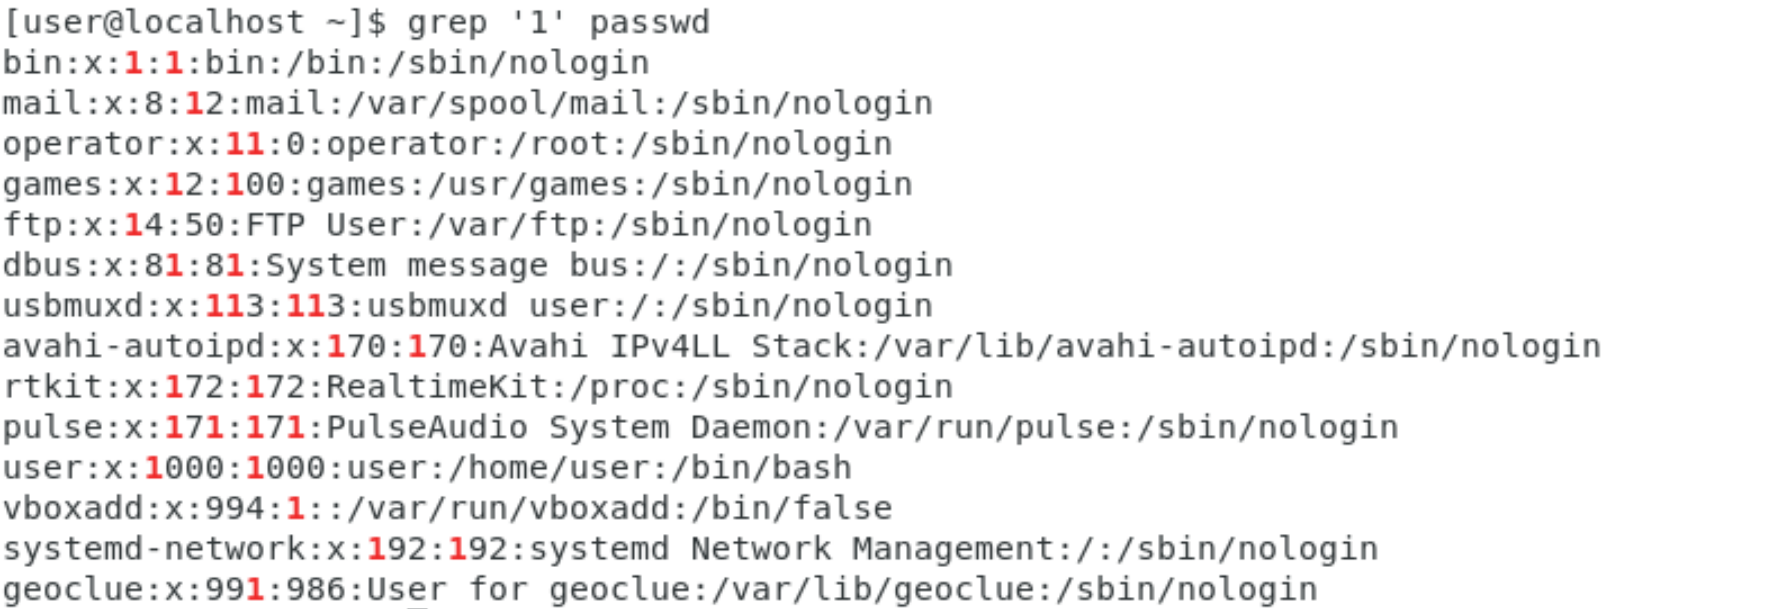 [user@localhost ~]$ grep '1' passwd
bin:x:1:1:bin:/bin:/sbin/nologin
mail:x:8:12:mail:/var/spool/mail:/sbin/nologin
operator:x:11:0:operator:/root:/sbin/nologin
games:x:12:100:games:/usr/games:/sbin/nologin
ftp:x:14:50:FTP User:/var/ftp:/sbin/nologin
dbus:x:81:81:System message bus:/:/sbin/nologin
usbmuxd:x:113:113:usbmuxd user:/:/sbin/nologin
avahi-autoipd:x:170:170:Avahi IPv4LL Stack:/var/lib/avahi-autoipd:/sbin/nologin
rtkit:x:172:172:RealtimeKit:/proc:/sbin/nologin
pulse:x:171:171:PulseAudio System Daemon:/var/run/pulse:/sbin/nologin
user:x:1000:1000:user:/home/user:/bin/bash
vboxadd:x:994:1::/var/run/vboxadd:/bin/false
systemd-network:x:192:192:systemd Network Management:/:/sbin/nologin
geoclue:x:991:986:User for geoclue:/var/lib/geoclue:/sbin/nologin